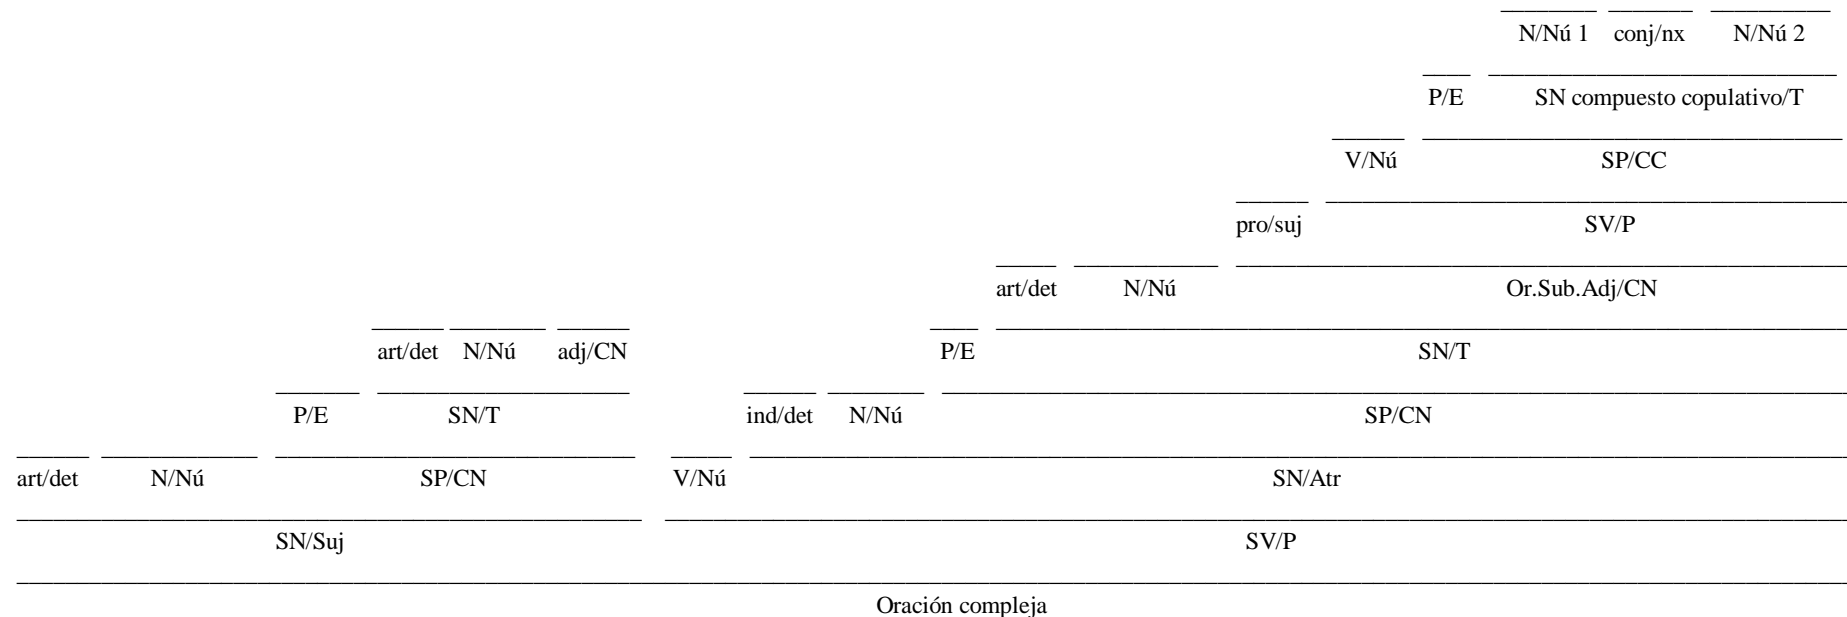 N/Nú 1 conj/nx N/Nú 2
P/E SN compuesto copulativo/T
V/Nú SP/CC
pro/suj SV/P
art/det N/Nú Or.Sub.Adj/CN
art/det N/Nú adj/CN P/E SN/T
P/E SN/T ind/det N/Nú SP/CN
art/det N/Nú SP/CN V/Nú SN/Atr
SN/Suj SV/P
Oración compleja